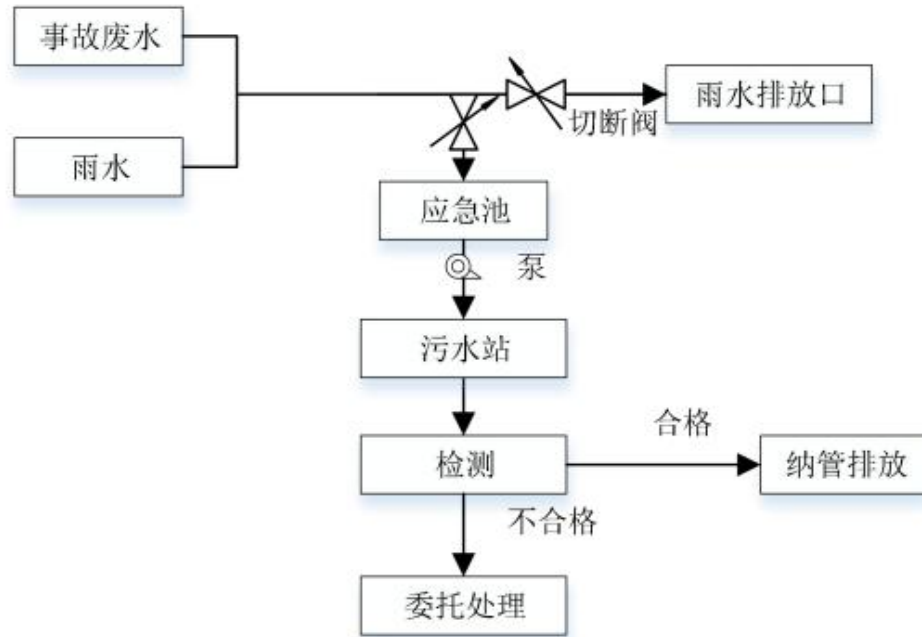 事故废水
雨水排放口
切断阀
雨水
应急池
泵
污水站
合格
检测
纳管排放
不合格
委托处理